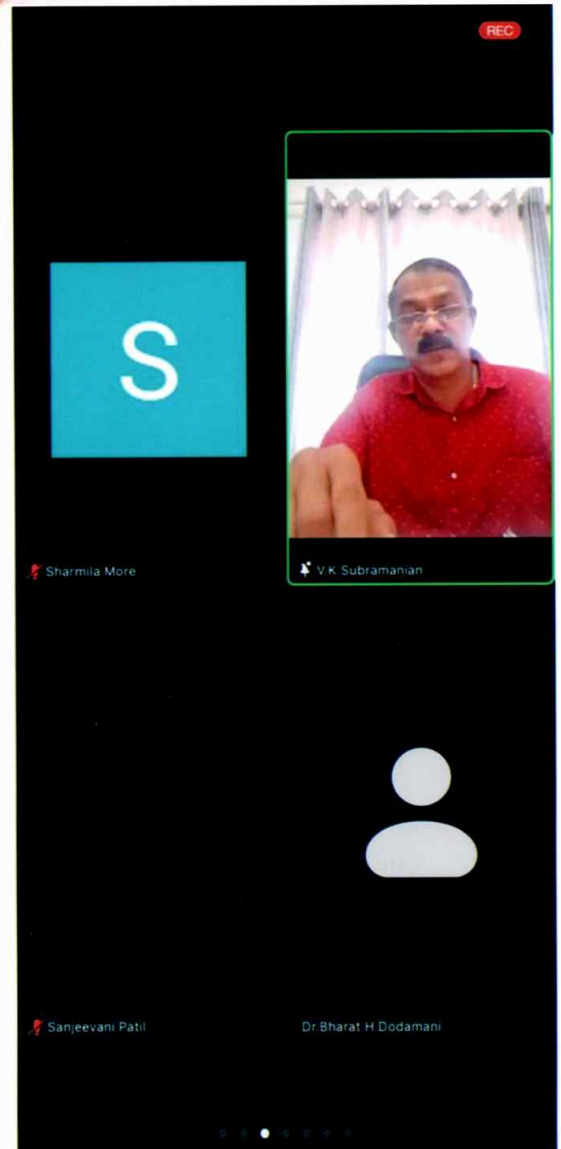 REC
S
Sharmila More
V.K.Subramanian
Sanjeevani Patil
Dr.Bharat H Dodamani